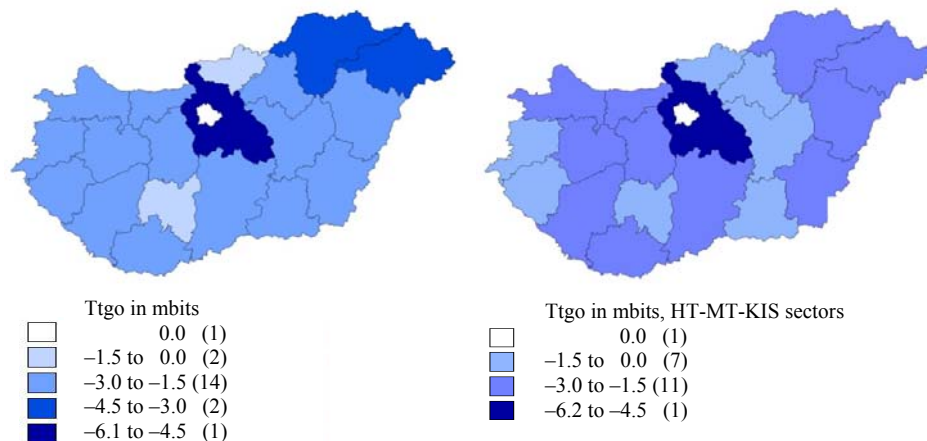 Ttgo in mbits
0.0 (1)
–1.5 to 0.0 (2)
–3.0 to –1.5 (14)
–4.5 to –3.0 (2)
–6.1 to –4.5 (1)
Ttgo in mbits, HT-MT-KIS sectors
0.0 (1)
–1.5 to 0.0 (7)
–3.0 to –1.5 (11)
–6.2 to –4.5 (1)